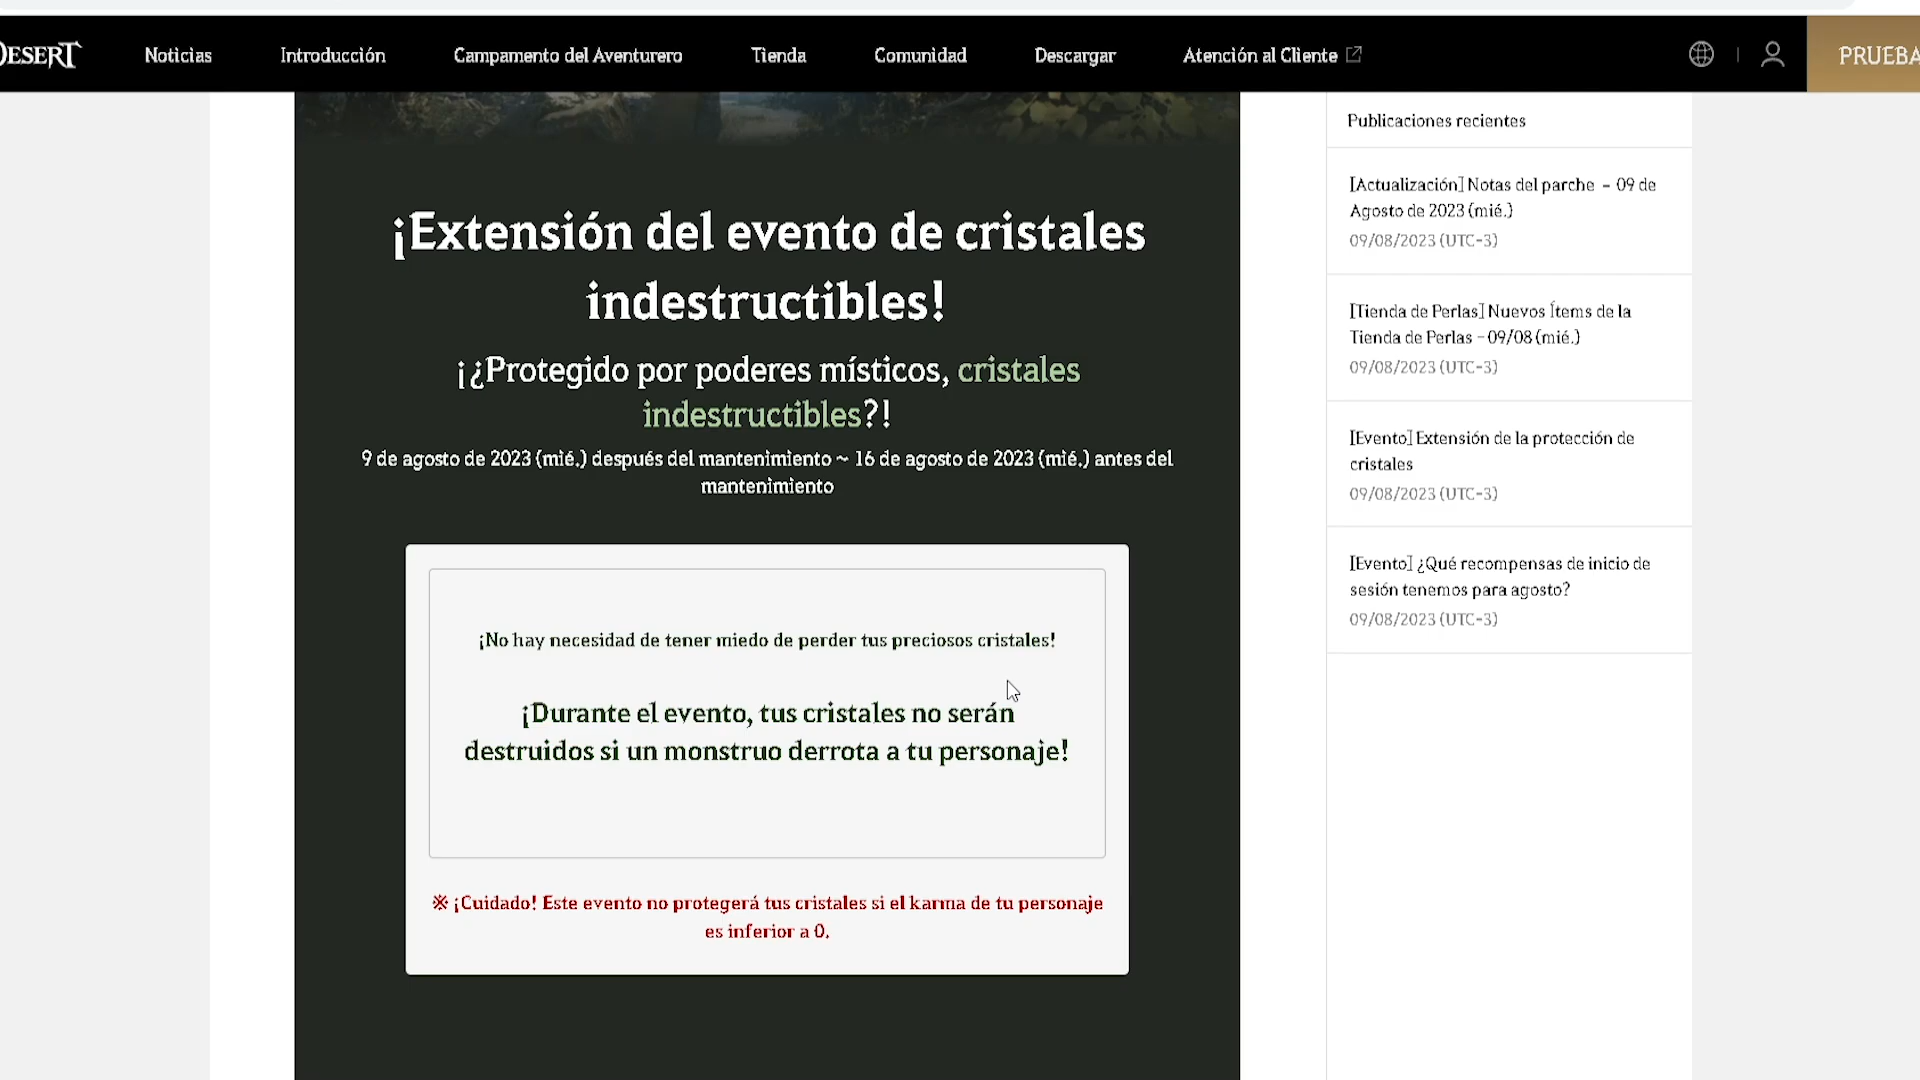 DESERT
Noticias
Introducción
Campamento del Aventurero
Tienda
Comunidad
Descargar
Atención al Cliente
PRUEBA
¡Extensión del evento de cristales
indestructibles!
¡¿Protegido por poderes místicos, cristales
indestructibles?!
9 de agosto de 2023 (mié.) después del mantenimiento ~ 16 de agosto de 2023 (mié.) antes del
mantenimiento
¡No hay necesidad de tener miedo de perder tus preciosos cristales!
¡Durante el evento, tus cristales no serán
destruidos si un monstruo derrota a tu personaje!
※ ¡Cuidado! Este evento no protegerá tus cristales si el karma de tu personaje
es inferior a 0.
Publicaciones recientes
[Actualización] Notas del parche – 09 de
Agosto de 2023 (mié.)
09/08/2023 (UTC-3)
[Tienda de Perlas] Nuevos Ítems de la
Tienda de Perlas – 09/08 (mié.)
09/08/2023 (UTC-3)
[Evento] Extensión de la protección de
cristales
09/08/2023 (UTC-3)
[Evento] ¿Qué recompensas de inicio de
sesión tenemos para agosto?
09/08/2023 (UTC-3)